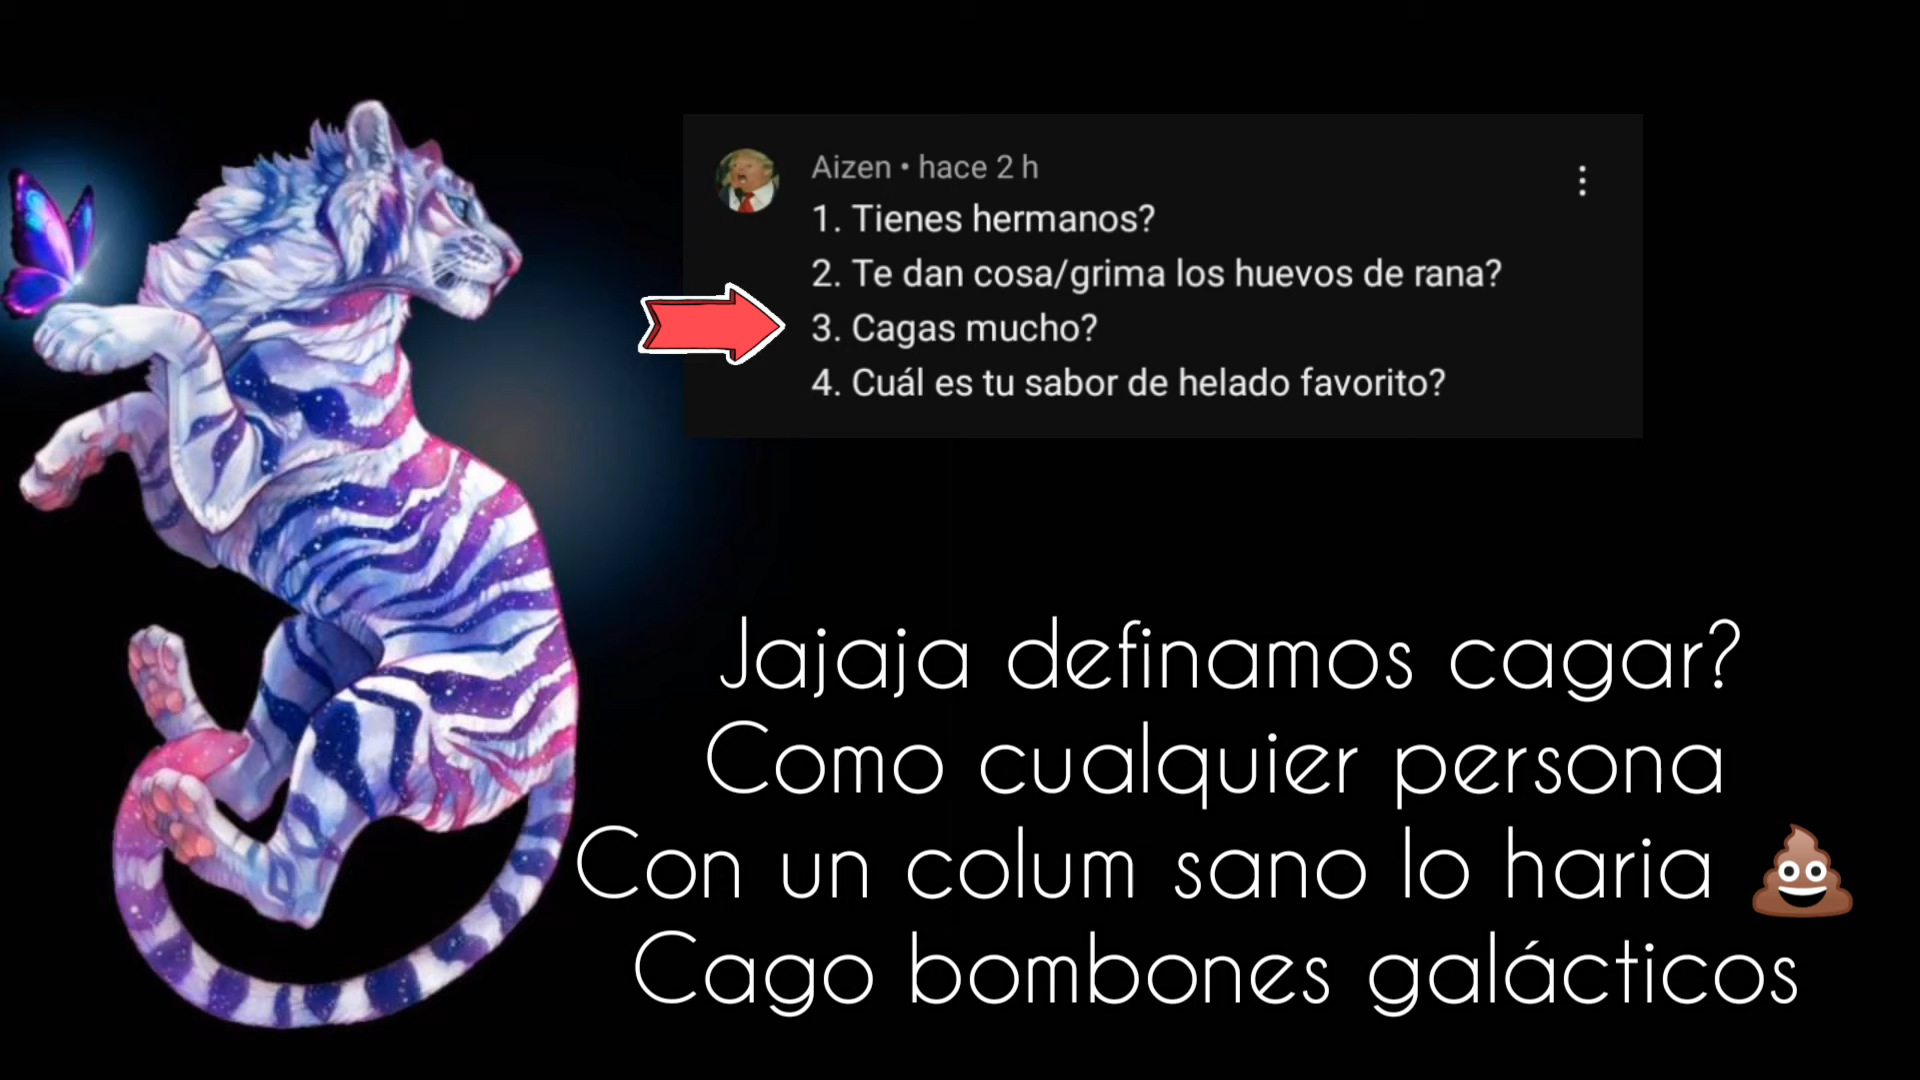 Aizen • hace 2 h
1. Tienes hermanos?
2. Te dan cosa/grima los huevos de rana?
3. Cagas mucho?
4. Cuál es tu sabor de helado favorito?
Jajaja definamos cagar?
Como cualquier persona
Con un colum sano lo haria 💩
Cago bombones galácticos